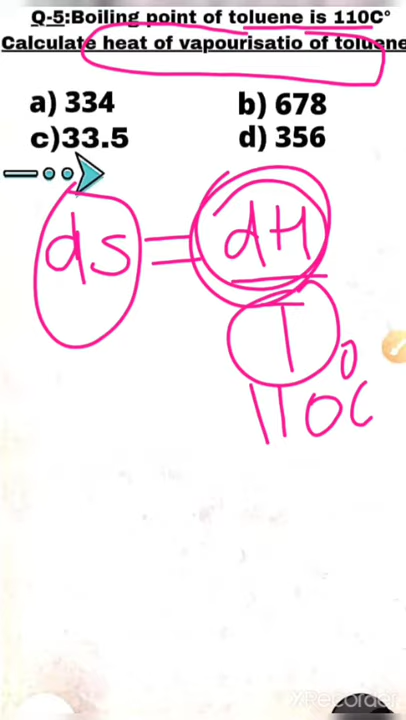 Q-5:Boiling point of toluene is 110C°
Calculate heat of vapourisatio of toluene
a) 334
b) 678
c)33.5
d) 356
ds = dH
T
110C
XRecorder